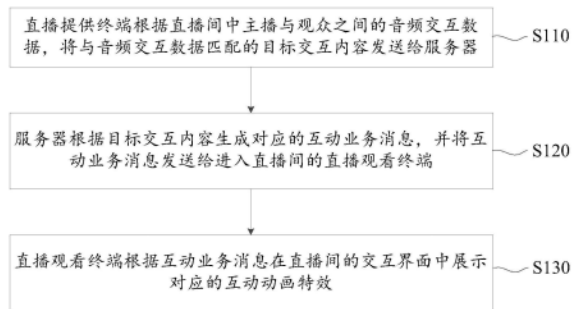 直播提供终端根据直播间中主播与观众之间的音频交互数
据，将与音频交互数据匹配的目标交互内容发送给服务器
S110
服务器根据目标交互内容生成对应的互动业务消息，并将互
动业务消息发送给进入直播间的直播观看终端
S120
直播观看终端根据互动业务消息在直播间的交互界面中展示
对应的互动动画特效
S130